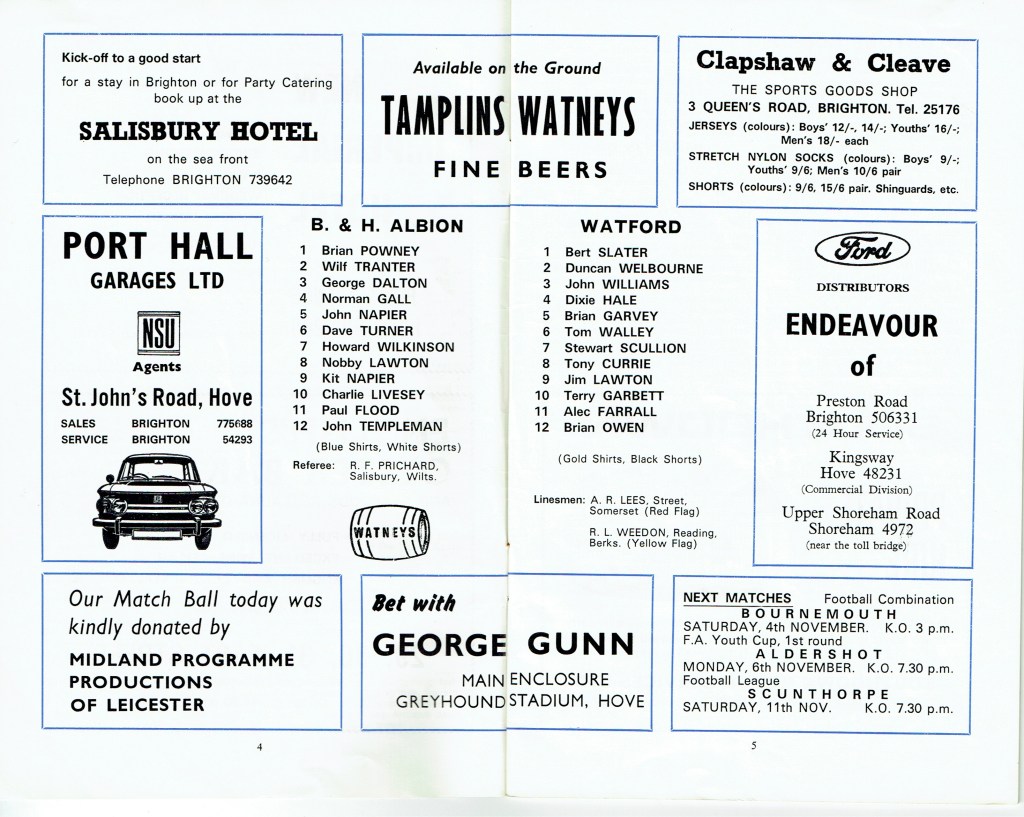 Kick-off to a good start
for a stay in Brighton or for Party Catering
book up at the
SALISBURY HOTEL
on the sea front
Telephone BRIGHTON 739642
Available on the Ground
TAMPLINS WATNEYS
FINE BEERS
Clapshaw & Cleave
THE SPORTS GOODS SHOP
3 QUEEN'S ROAD, BRIGHTON. Tel. 25176
JERSEYS (colours): Boys' 12/-, 14/-; Youths' 16/-;
Men's 18/- each
STRETCH NYLON SOCKS (colours): Boys' 9/-;
Youths' 9/6; Men's 10/6 pair
SHORTS (colours): 9/6, 15/6 pair. Shinguards, etc.
PORT HALL
GARAGES LTD
NSU
Agents
St. John's Road, Hove
SALES BRIGHTON 775688
SERVICE BRIGHTON 54293
B. & H. ALBION
1 Brian POWNEY
2 Wilf TRANTER
3 George DALTON
4 Norman GALL
5 John NAPIER
6 Dave TURNER
7 Howard WILKINSON
8 Nobby LAWTON
9 Kit NAPIER
10 Charlie LIVESEY
11 Paul FLOOD
12 John TEMPLEMAN
(Blue Shirts, White Shorts)
Referee: R. F. PRICHARD,
Salisbury, Wilts.
WATNEYS
WATFORD
1 Bert SLATER
2 Duncan WELBOURNE
3 John WILLIAMS
4 Dixie HALE
5 Brian GARVEY
6 Tom WALLEY
7 Stewart SCULLION
8 Tony CURRIE
9 Jim LAWTON
10 Terry GARBETT
11 Alec FARRALL
12 Brian OWEN
(Gold Shirts, Black Shorts)
Linesmen: A. R. LEES, Street,
Somerset (Red Flag)
R. L. WEEDON, Reading,
Berks. (Yellow Flag)
Ford
DISTRIBUTORS
ENDEAVOUR
of
Preston Road
Brighton 506331
(24 Hour Service)
Kingsway
Hove 48231
(Commercial Division)
Upper Shoreham Road
Shoreham 4972
(near the toll bridge)
Our Match Ball today was
kindly donated by
MIDLAND PROGRAMME
PRODUCTIONS
OF LEICESTER
Bet with
GEORGE GUNN
MAIN ENCLOSURE
GREYHOUND STADIUM, HOVE
NEXT MATCHES Football Combination
BOURNEMOUTH
SATURDAY, 4th NOVEMBER. K.O. 3 p.m.
F.A. Youth Cup, 1st round
ALDERSHOT
MONDAY, 6th NOVEMBER. K.O. 7.30 p.m.
Football League
SCUNTHORPE
SATURDAY, 11th NOV. K.O. 7.30 p.m.
4
5